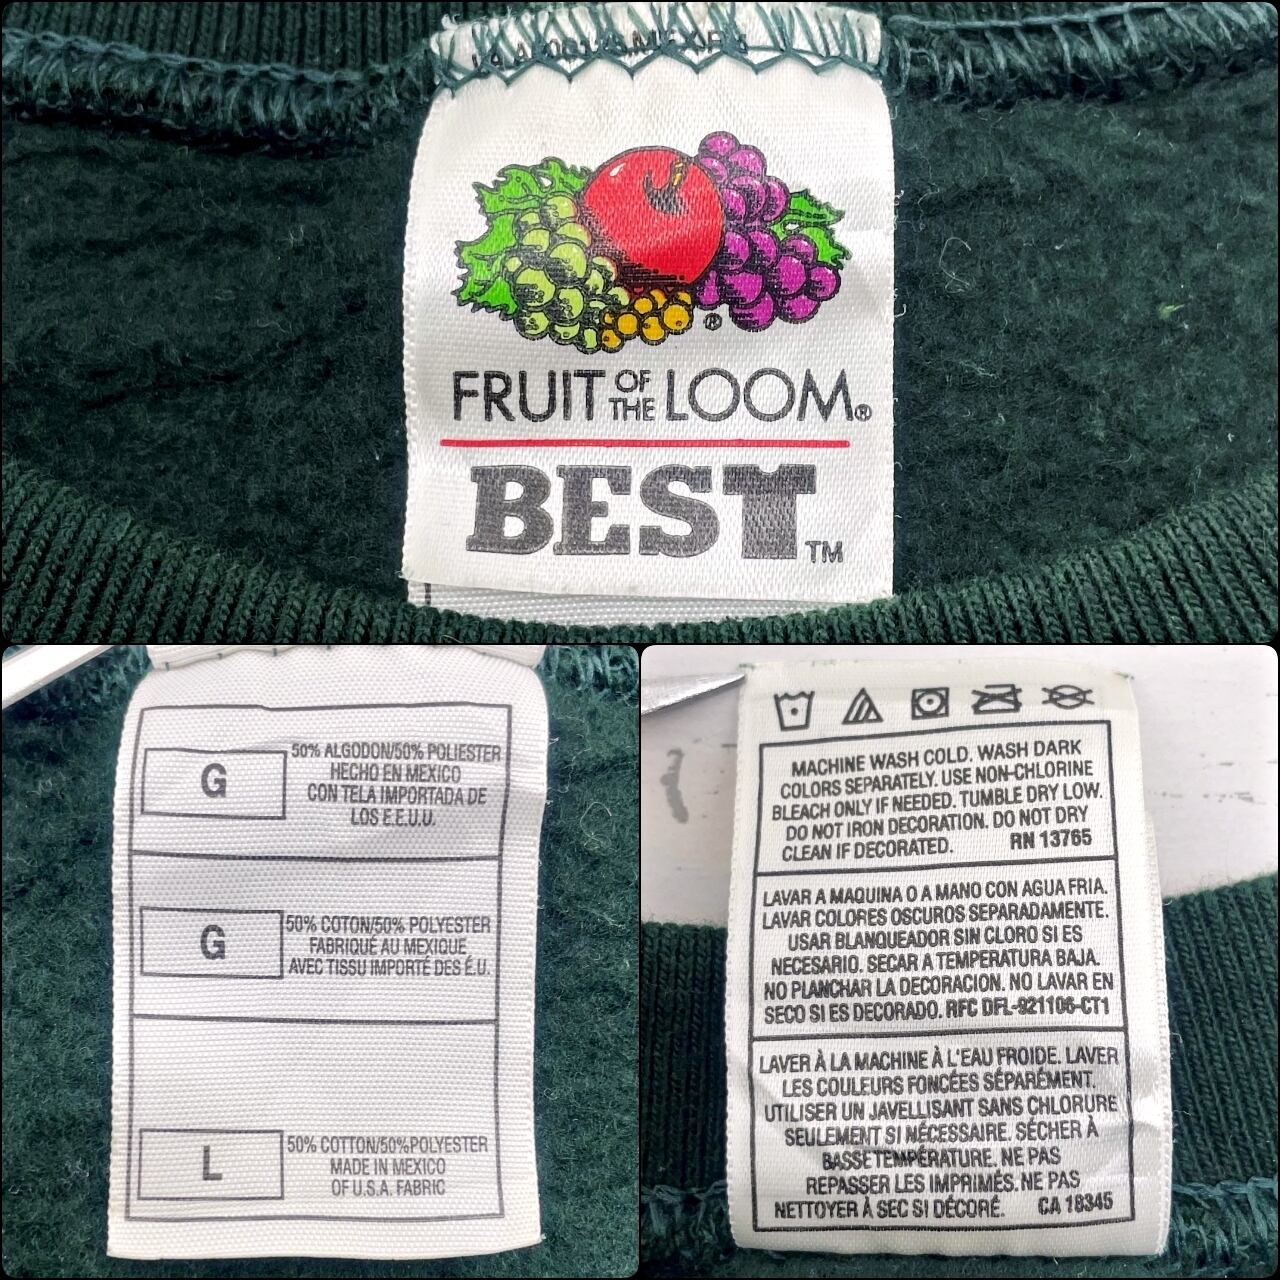 ®
FRUIT OF THE LOOM®
BEST™
G
50% ALGODON/50% POLIESTER
HECHO EN MEXICO
CON TELA IMPORTADA DE
LOS E.E.U.U.
G
50% COTON/50% POLYESTER
FABRIQUÉ AU MEXIQUE
AVEC TISSU IMPORTÉ DES É.U.
L
50% COTTON/50%POLYESTER
MADE IN MEXICO
OF U.S.A. FABRIC
MACHINE WASH COLD. WASH DARK
COLORS SEPARATELY. USE NON-CHLORINE
BLEACH ONLY IF NEEDED. TUMBLE DRY LOW.
DO NOT IRON DECORATION. DO NOT DRY
CLEAN IF DECORATED. RN 13765
LAVAR A MAQUINA O A MANO CON AGUA FRIA.
LAVAR COLORES OSCUROS SEPARADAMENTE.
USAR BLANQUEADOR SIN CLORO SI ES
NECESARIO. SECAR A TEMPERATURA BAJA.
NO PLANCHAR LA DECORACION. NO LAVAR EN
SECO SI ES DECORADO. RFC DFL-921106-CT1
LAVER À LA MACHINE À L'EAU FROIDE. LAVER
LES COULEURS FONCÉES SÉPARÉMENT.
UTILISER UN JAVELLISANT SANS CHLORURE
SEULEMENT SI NÉCESSAIRE. SÉCHER À
BASSE TEMPÉRATURE. NE PAS
REPASSER LES IMPRIMÉS. NE PAS
NETTOYER À SEC SI DÉCORÉ. CA 18345